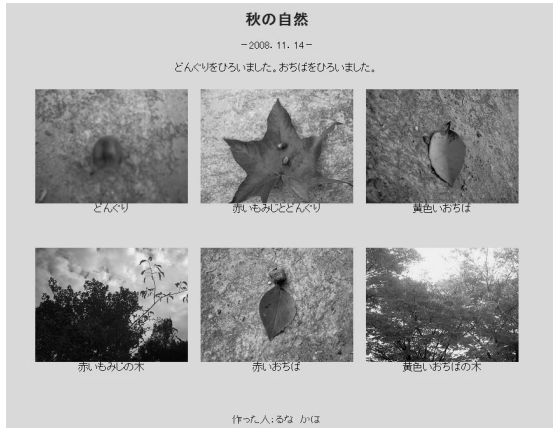 秋の自然
－2008．11．14－
どんぐりをひろいました。おちばをひろいました。
どんぐり
赤いもみじとどんぐり
黄色いおちば
赤いもみじの木
赤いおちば
黄色いおちばの木
作った人：るな かほ